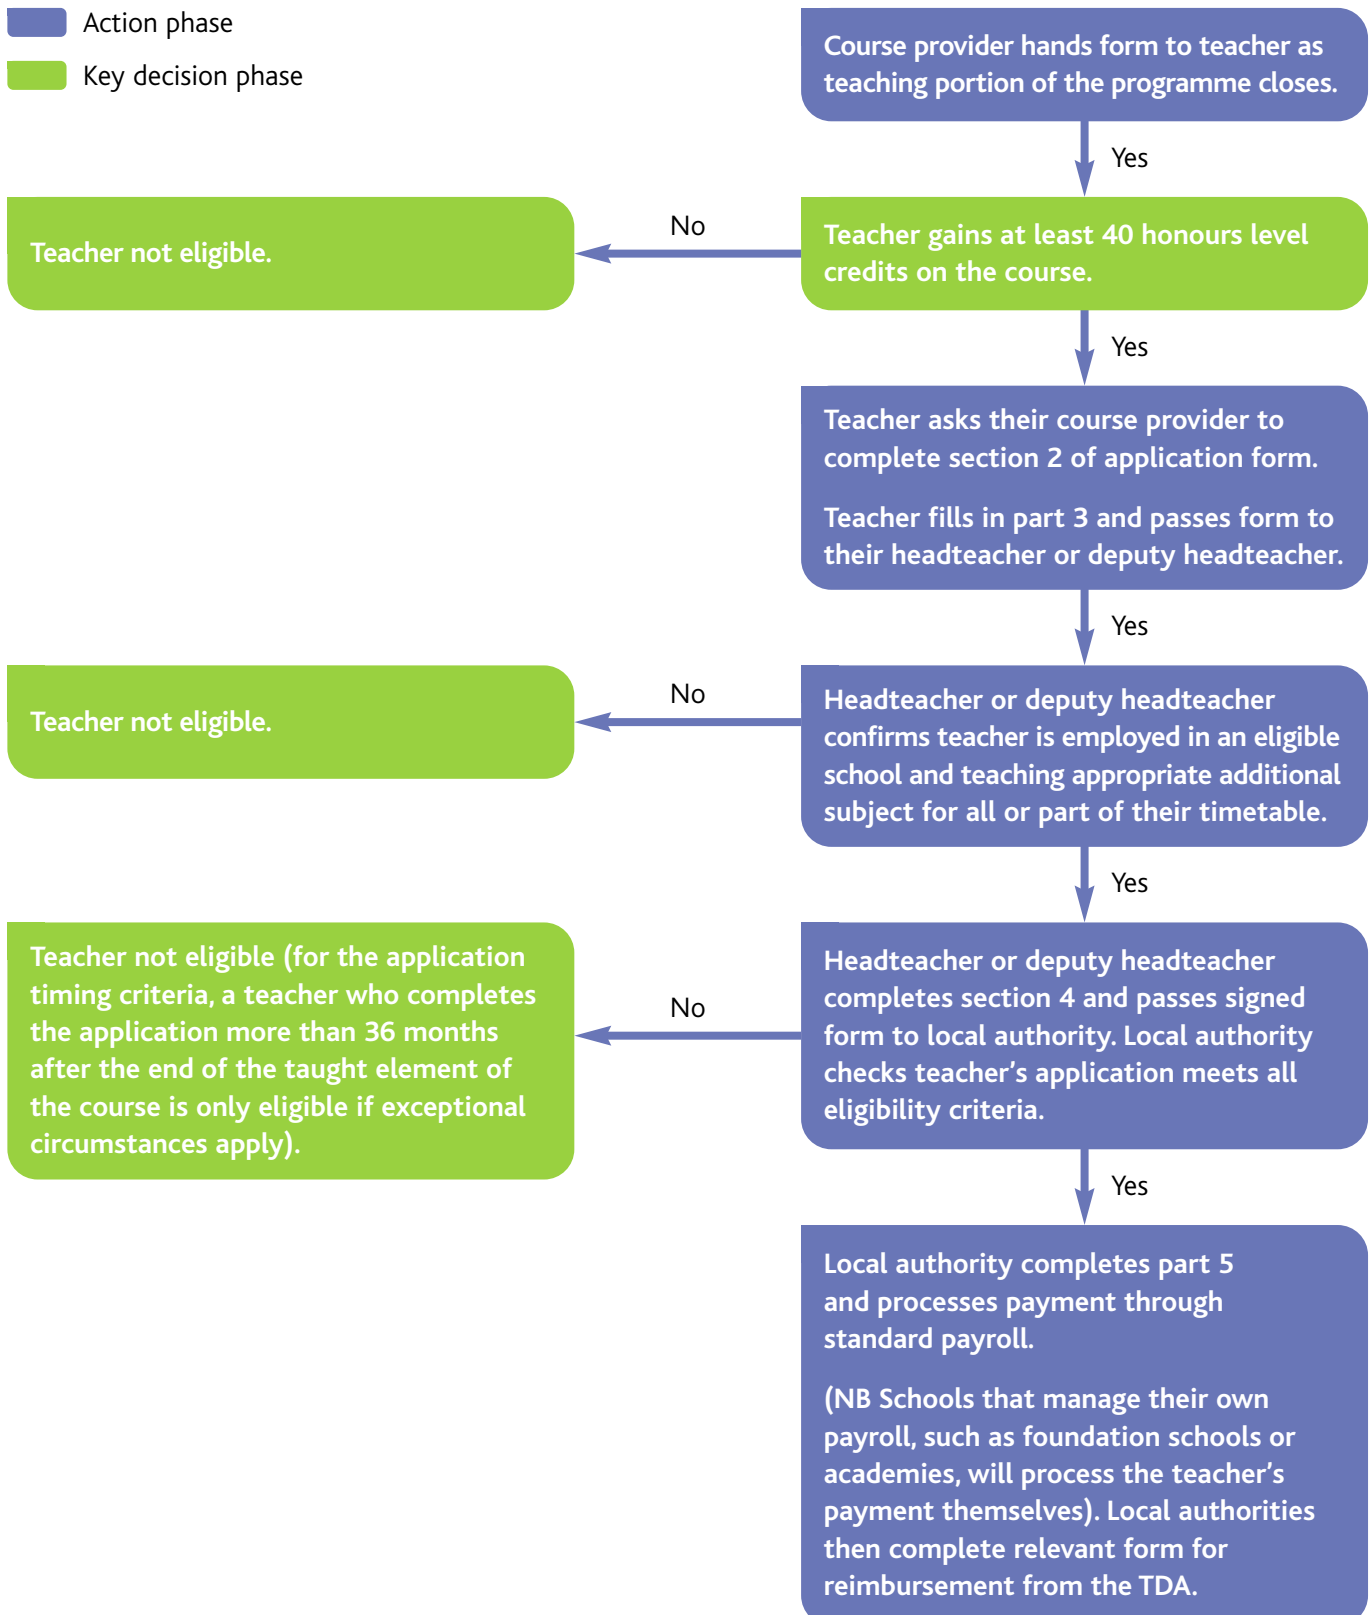 Action phase
Key decision phase
Course provider hands form to teacher as
teaching portion of the programme closes.
Yes
Teacher not eligible.
No
Teacher gains at least 40 honours level
credits on the course.
Yes
Teacher asks their course provider to
complete section 2 of application form.
Teacher fills in part 3 and passes form to
their headteacher or deputy headteacher.
Yes
Teacher not eligible.
No
Headteacher or deputy headteacher
confirms teacher is employed in an eligible
school and teaching appropriate additional
subject for all or part of their timetable.
Yes
Teacher not eligible (for the application
timing criteria, a teacher who completes
the application more than 36 months
after the end of the taught element of
the course is only eligible if exceptional
circumstances apply).
No
Headteacher or deputy headteacher
completes section 4 and passes signed
form to local authority. Local authority
checks teacher’s application meets all
eligibility criteria.
Yes
Local authority completes part 5
and processes payment through
standard payroll.
(NB Schools that manage their own
payroll, such as foundation schools or
academies, will process the teacher’s
payment themselves). Local authorities
then complete relevant form for
reimbursement from the TDA.